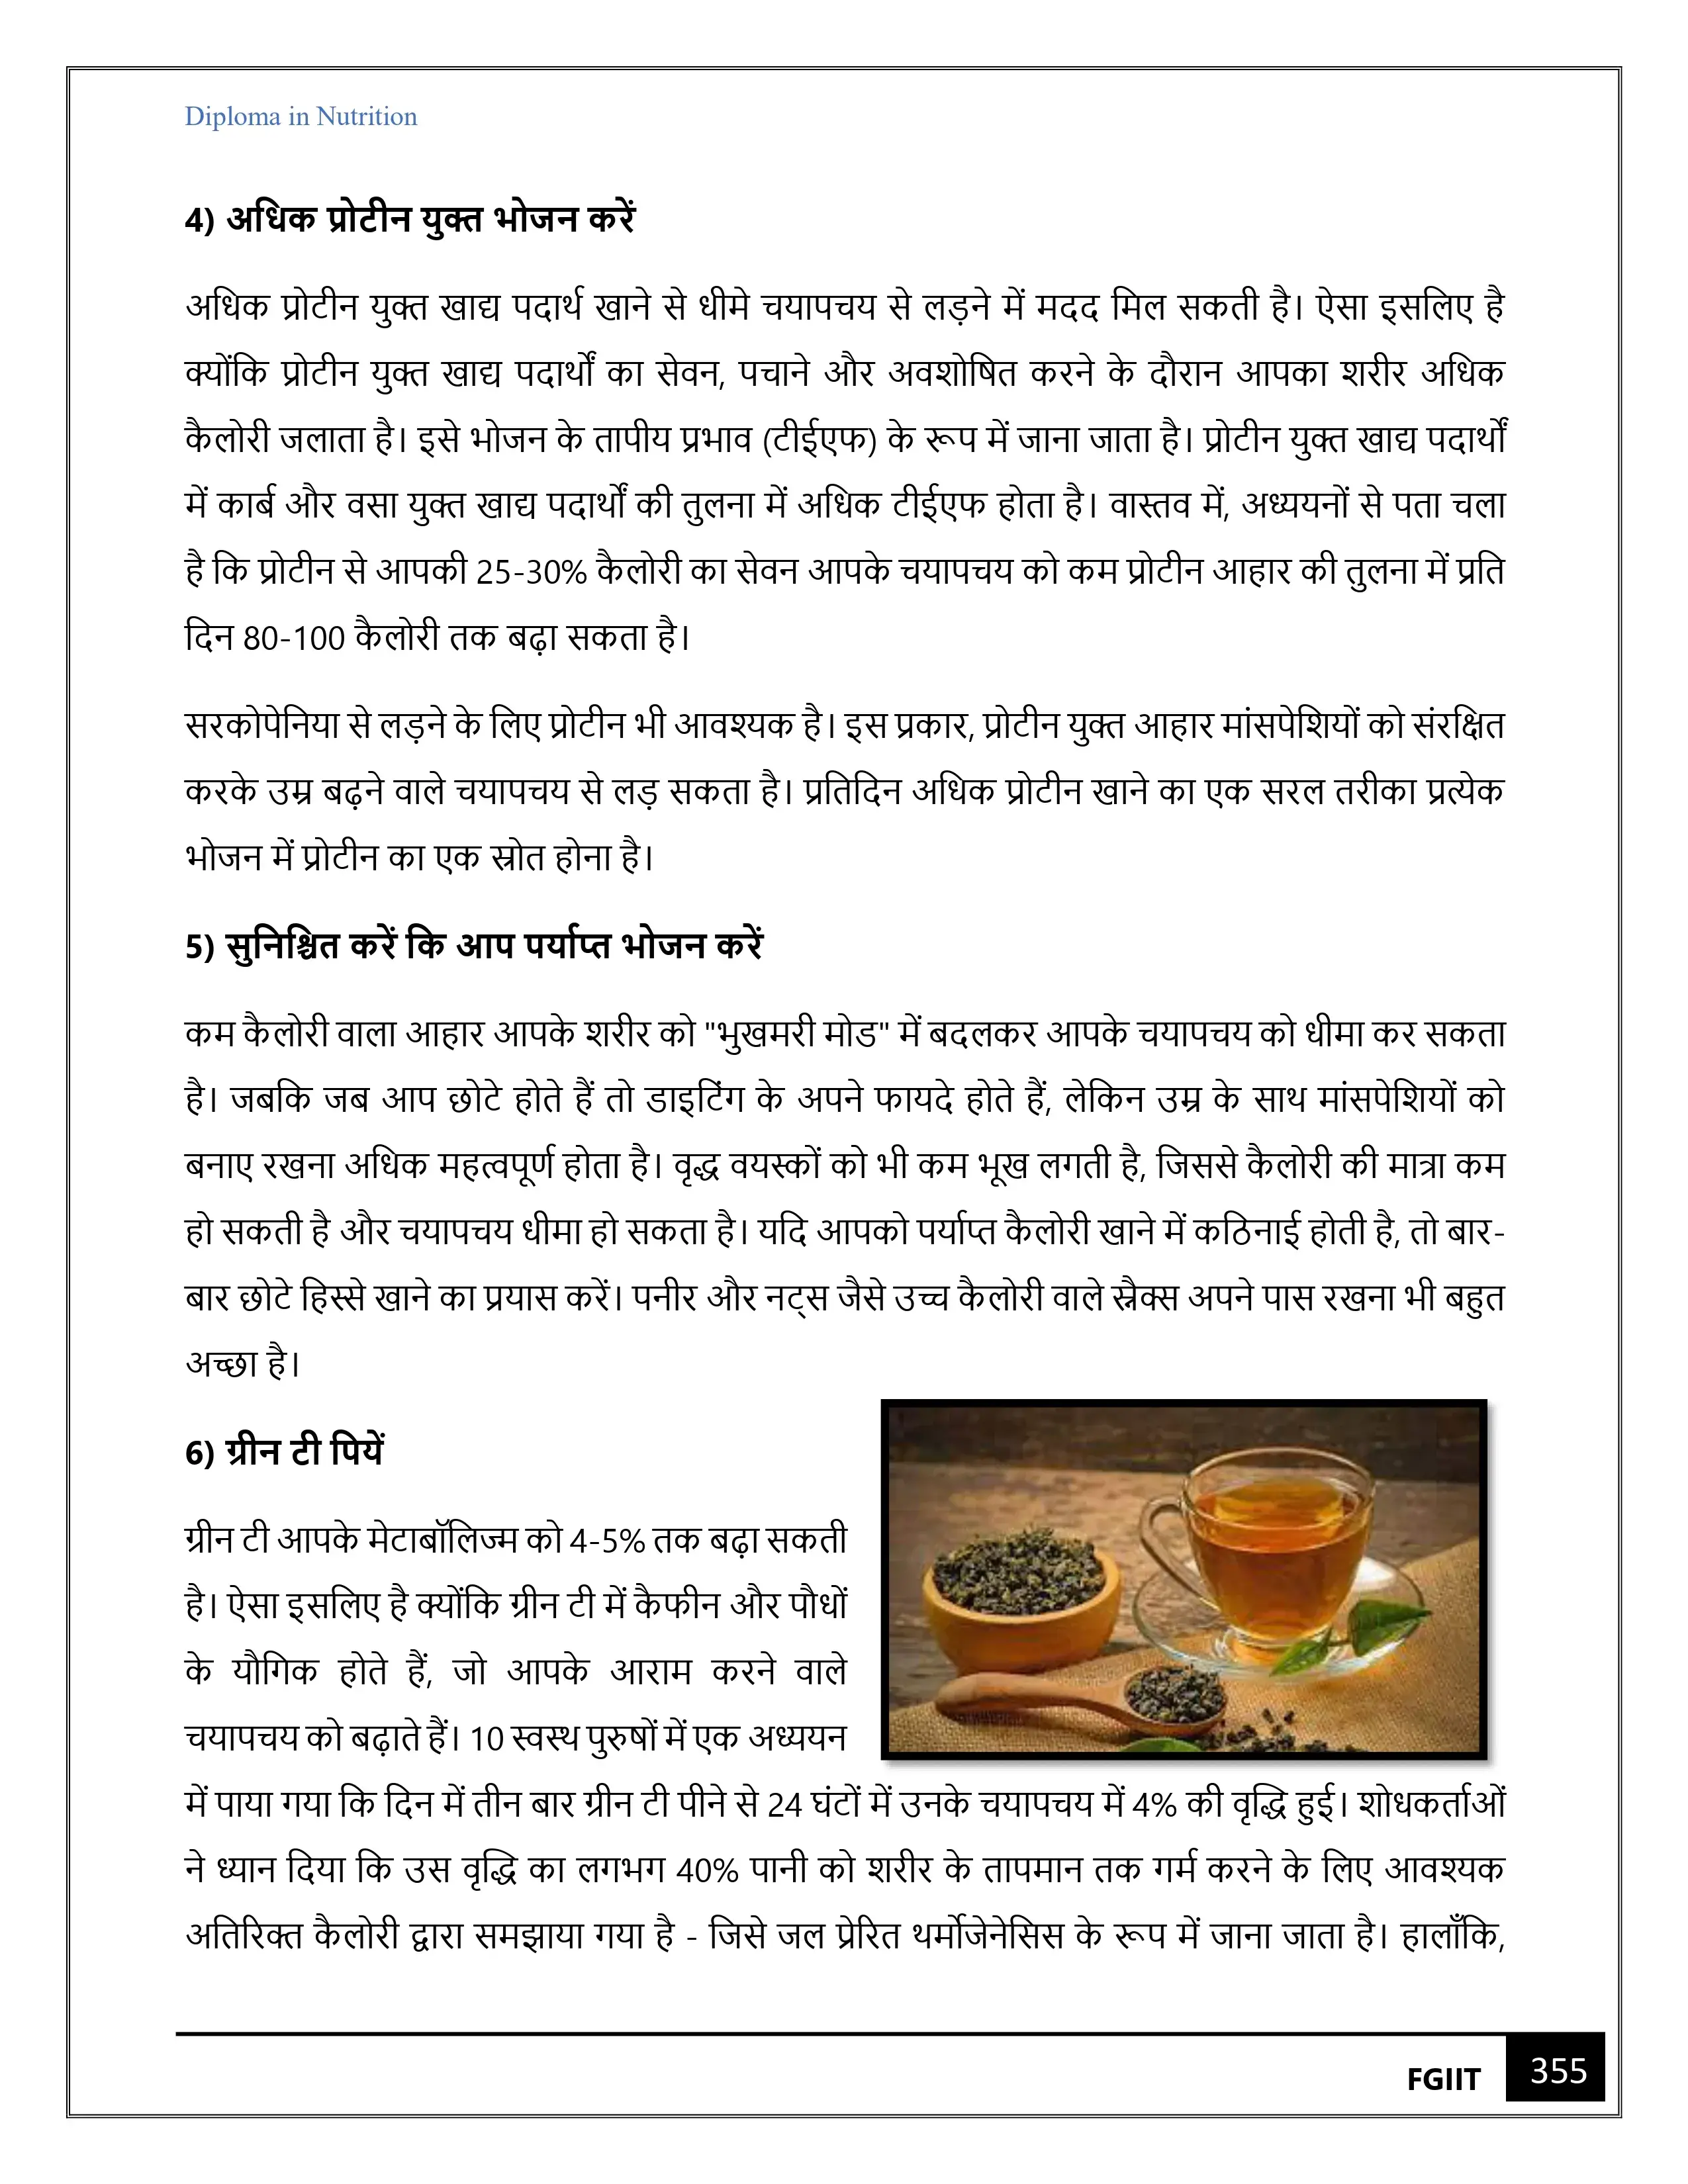 Diploma in Nutrition
4) अधिक प्रोटीन युक्त भोजन करें
अधिक प्रोटीन युक्त खाद्य पदार्थ खाने से धीमे चयापचय से लड़ने में मदद मिल सकती है। ऐसा इसलिए है
क्योंकि प्रोटीन युक्त खाद्य पदार्थों का सेवन, पचाने और अवशोषित करने के दौरान आपका शरीर अधिक
कैलोरी जलाता है। इसे भोजन के तापीय प्रभाव (टीईएफ) के रूप में जाना जाता है। प्रोटीन युक्त खाद्य पदार्थों
में कार्ब और वसा युक्त खाद्य पदार्थों की तुलना में अधिक टीईएफ होता है। वास्तव में, अध्ययनों से पता चला
है कि प्रोटीन से आपकी 25-30% कैलोरी का सेवन आपके चयापचय को कम प्रोटीन आहार की तुलना में प्रति
दिन 80-100 कैलोरी तक बढ़ा सकता है।
सरकोपेनिया से लड़ने के लिए प्रोटीन भी आवश्यक है। इस प्रकार, प्रोटीन युक्त आहार मांसपेशियों को संरक्षित
करके उम्र बढ़ने वाले चयापचय से लड़ सकता है। प्रतिदिन अधिक प्रोटीन खाने का एक सरल तरीका प्रत्येक
भोजन में प्रोटीन का एक स्रोत होना है।
5) सुनिश्चित करें कि आप पर्याप्त भोजन करें
कम कैलोरी वाला आहार आपके शरीर को "भुखमरी मोड" में बदलकर आपके चयापचय को धीमा कर सकता
है। जबकि जब आप छोटे होते हैं तो डाइटिंग के अपने फायदे होते हैं, लेकिन उम्र के साथ मांसपेशियों को
बनाए रखना अधिक महत्वपूर्ण होता है। वृद्ध वयस्कों को भी कम भूख लगती है, जिससे कैलोरी की मात्रा कम
हो सकती है और चयापचय धीमा हो सकता है। यदि आपको पर्याप्त कैलोरी खाने में कठिनाई होती है, तो बार-
बार छोटे हिस्से खाने का प्रयास करें। पनीर और नट्स जैसे उच्च कैलोरी वाले स्नैक्स अपने पास रखना भी बहुत
अच्छा है।
6) ग्रीन टी पियें
ग्रीन टी आपके मेटाबॉलिज्म को 4-5% तक बढ़ा सकती
है। ऐसा इसलिए है क्योंकि ग्रीन टी में कैफीन और पौधों
के यौगिक होते हैं, जो आपके आराम करने वाले
चयापचय को बढ़ाते हैं। 10 स्वस्थ पुरुषों में एक अध्ययन
में पाया गया कि दिन में तीन बार ग्रीन टी पीने से 24 घंटों में उनके चयापचय में 4% की वृद्धि हुई। शोधकर्ताओं
ने ध्यान दिया कि उस वृद्धि का लगभग 40% पानी को शरीर के तापमान तक गर्म करने के लिए आवश्यक
अतिरिक्त कैलोरी द्वारा समझाया गया है - जिसे जल प्रेरित थर्मोजेनेसिस के रूप में जाना जाता है। हालाँकि,
FGIIT 355